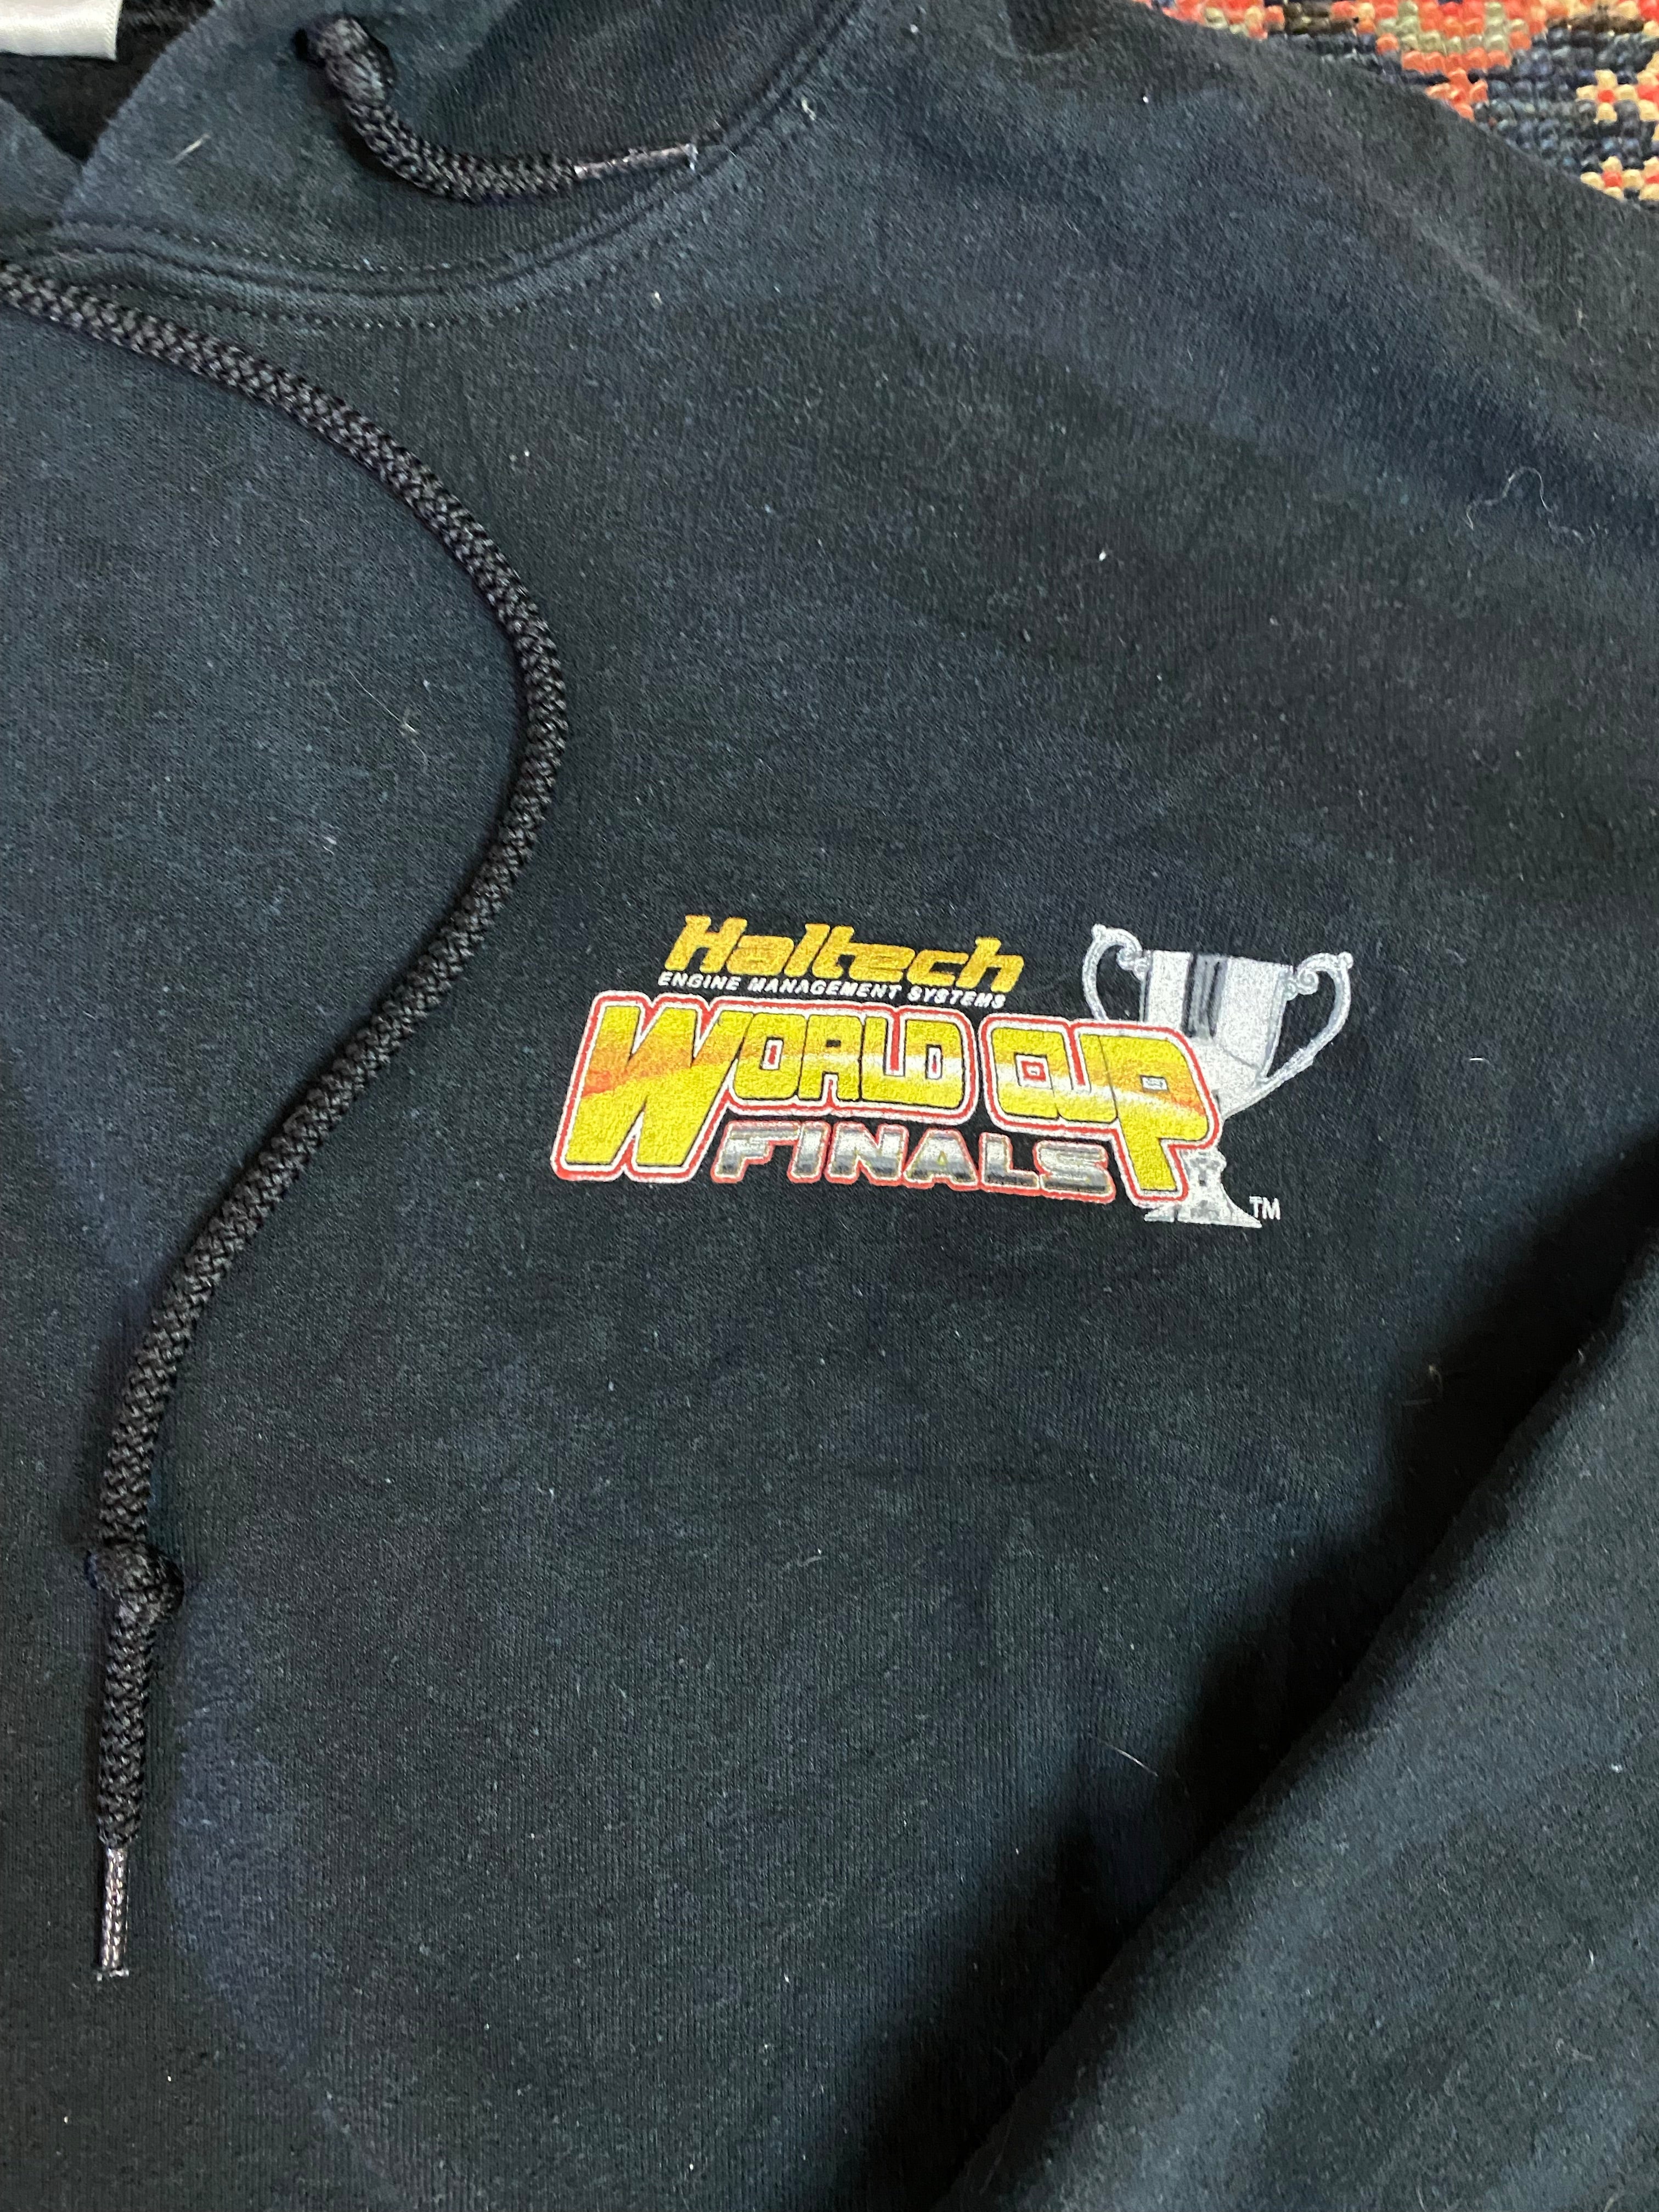 Haltech
ENGINE MANAGEMENT SYSTEMS
WORLD CUP
FINALS
TM